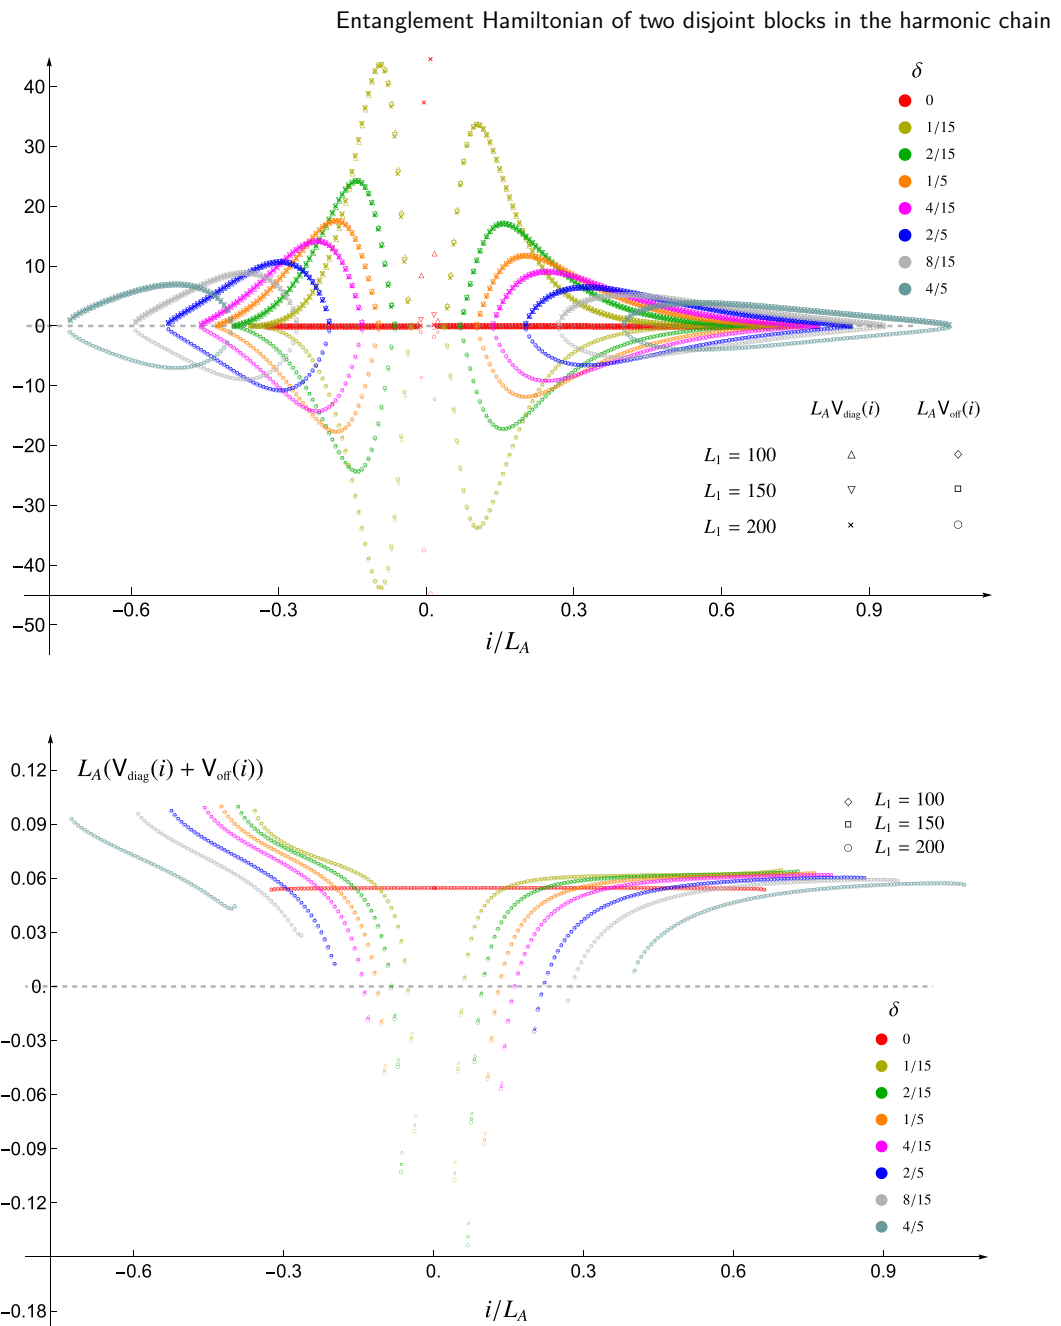 Entanglement Hamiltonian of two disjoint blocks in the harmonic chain
δ
0
1/15
2/15
1/5
4/15
2/5
8/15
4/5
40
30
20
10
0
−10
−20
−30
−40
−50
L_A V_diag(i) L_A V_off(i)
L_1 = 100
L_1 = 150
L_1 = 200
−0.6 −0.3 0. 0.3 0.6 0.9
i/L_A
L_A(V_diag(i) + V_off(i))
0.12
0.09
0.06
0.03
0.
−0.03
−0.06
−0.09
−0.12
−0.18
L_1 = 100
L_1 = 150
L_1 = 200
δ
0
1/15
2/15
1/5
4/15
2/5
8/15
4/5
−0.6 −0.3 0. 0.3 0.6 0.9
i/L_A